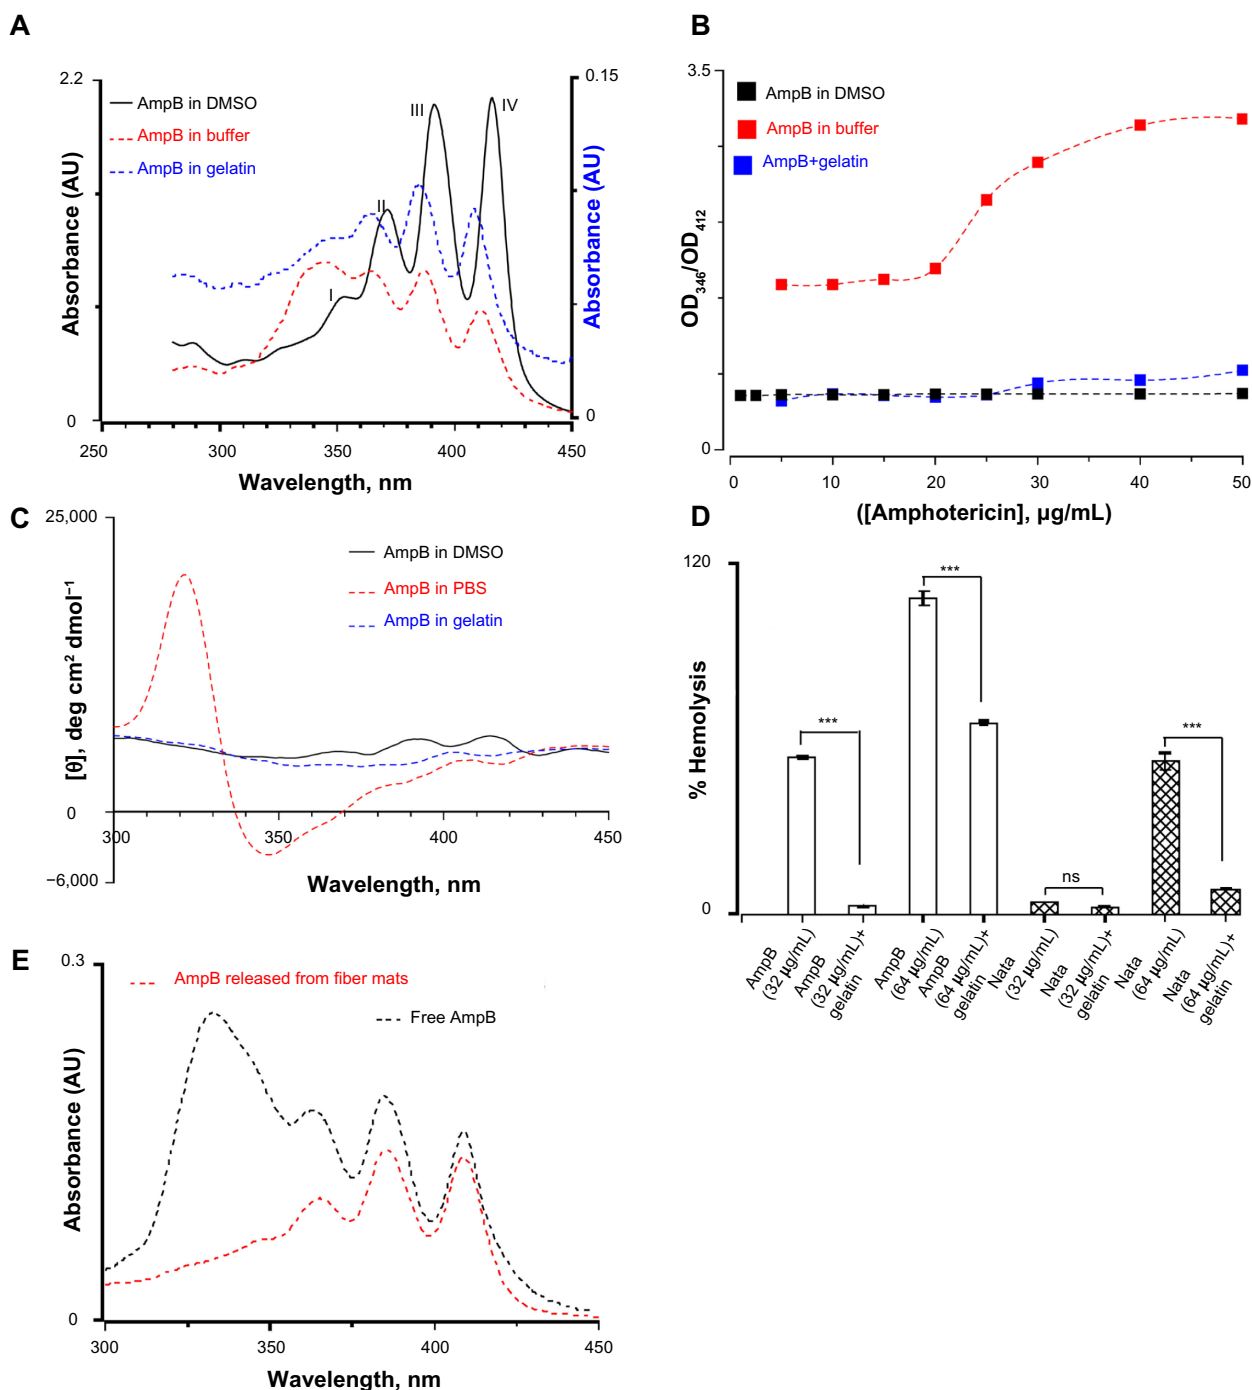 A
2.2
0
Absorbance (AU)
AmpB in DMSO
AmpB in buffer
AmpB in gelatin
I
II
III
IV
0.15
0
Absorbance (AU)
250
300
350
400
450
Wavelength, nm
B
3.5
0
OD346/OD412
AmpB in DMSO
AmpB in buffer
AmpB+gelatin
0
10
20
30
40
50
([Amphotericin], µg/mL)
C
25,000
0
−6,000
[θ], deg cm² dmol⁻¹
AmpB in DMSO
AmpB in PBS
AmpB in gelatin
300
350
400
450
Wavelength, nm
D
120
0
% Hemolysis
***
***
ns
***
AmpB
(32 µg/mL)
AmpB
(32 µg/mL)+
gelatin
AmpB
(64 µg/mL)
AmpB
(64 µg/mL)+
gelatin
Nata
(32 µg/mL)
Nata
(32 µg/mL)+
gelatin
Nata
(64 µg/mL)
Nata
(64 µg/mL)+
gelatin
E
0.3
0
Absorbance (AU)
AmpB released from fiber mats
Free AmpB
300
350
400
450
Wavelength, nm